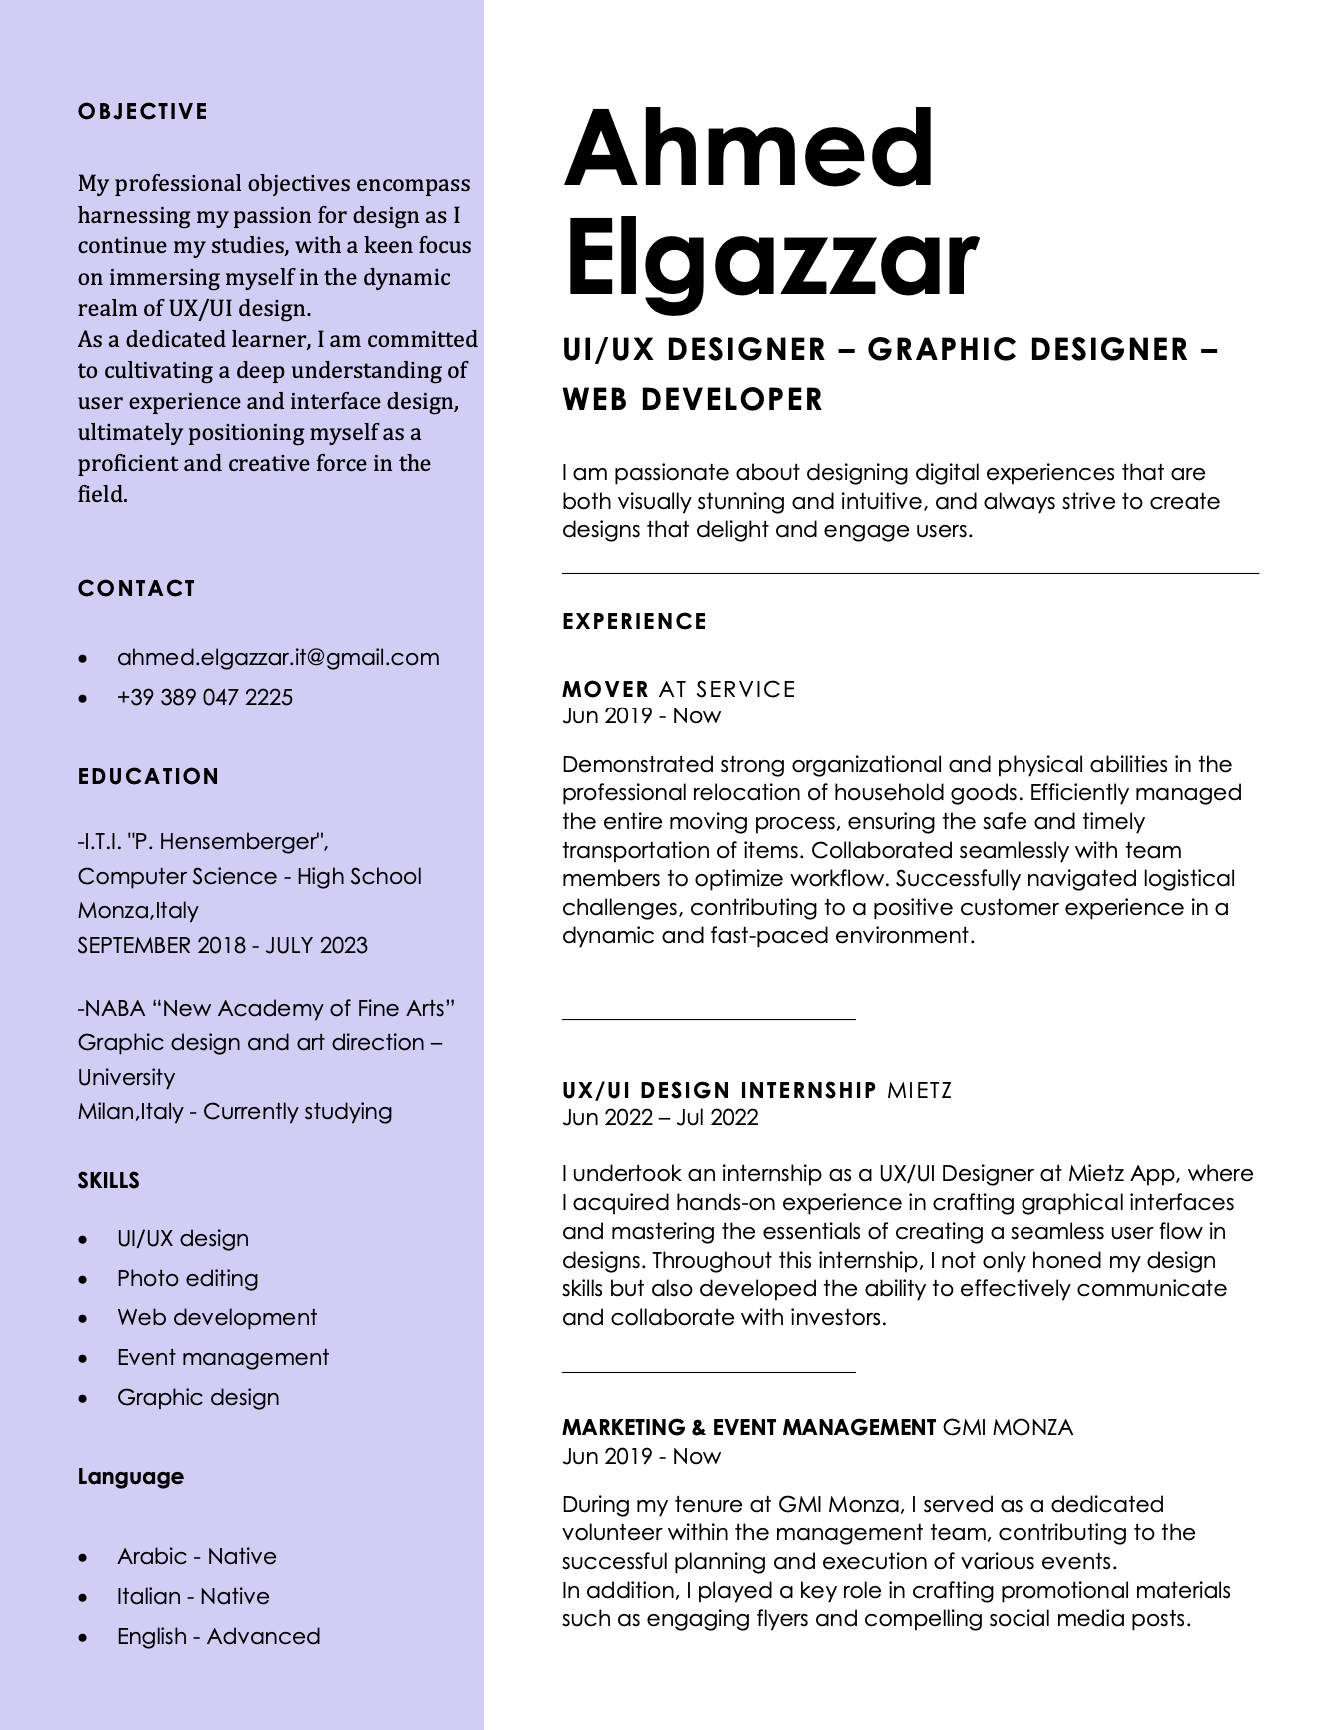 OBJECTIVE
My professional objectives encompass
harnessing my passion for design as I
continue my studies, with a keen focus
on immersing myself in the dynamic
realm of UX/UI design.
As a dedicated learner, I am committed
to cultivating a deep understanding of
user experience and interface design,
ultimately positioning myself as a
proficient and creative force in the
field.
CONTACT
• ahmed.elgazzar.it@gmail.com
• +39 389 047 2225
EDUCATION
-I.T.I. "P. Hensemberger",
Computer Science - High School
Monza,Italy
SEPTEMBER 2018 - JULY 2023
-NABA “New Academy of Fine Arts”
Graphic design and art direction –
University
Milan,Italy - Currently studying
SKILLS
• UI/UX design
• Photo editing
• Web development
• Event management
• Graphic design
Language
• Arabic - Native
• Italian - Native
• English - Advanced
Ahmed
Elgazzar
UI/UX DESIGNER – GRAPHIC DESIGNER –
WEB DEVELOPER
I am passionate about designing digital experiences that are
both visually stunning and intuitive, and always strive to create
designs that delight and engage users.
EXPERIENCE
MOVER AT SERVICE
Jun 2019 - Now
Demonstrated strong organizational and physical abilities in the
professional relocation of household goods. Efficiently managed
the entire moving process, ensuring the safe and timely
transportation of items. Collaborated seamlessly with team
members to optimize workflow. Successfully navigated logistical
challenges, contributing to a positive customer experience in a
dynamic and fast-paced environment.
UX/UI DESIGN INTERNSHIP MIETZ
Jun 2022 – Jul 2022
I undertook an internship as a UX/UI Designer at Mietz App, where
I acquired hands-on experience in crafting graphical interfaces
and mastering the essentials of creating a seamless user flow in
designs. Throughout this internship, I not only honed my design
skills but also developed the ability to effectively communicate
and collaborate with investors.
MARKETING & EVENT MANAGEMENT GMI MONZA
Jun 2019 - Now
During my tenure at GMI Monza, I served as a dedicated
volunteer within the management team, contributing to the
successful planning and execution of various events.
In addition, I played a key role in crafting promotional materials
such as engaging flyers and compelling social media posts.